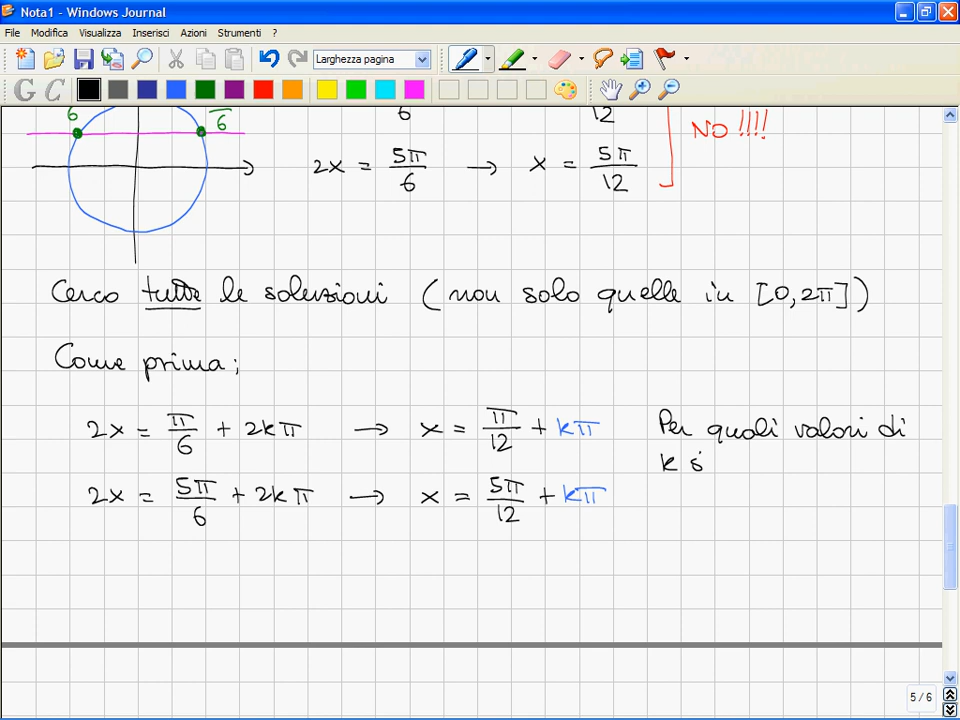 Nota1 - Windows Journal
File Modifica Visualizza Inserisci Azioni Strumenti ?
Larghezza pagina
G C
6 π/6 6 12 NO!!!!
2x = 5π/6 → x = 5π/12
Cerco tutte le soluzioni (non solo quelle in [0,2π])
Come prima;
2x = π/6 + 2kπ → x = π/12 + kπ Per quali valori di
k s
2x = 5π/6 + 2kπ → x = 5π/12 + kπ
5 / 6